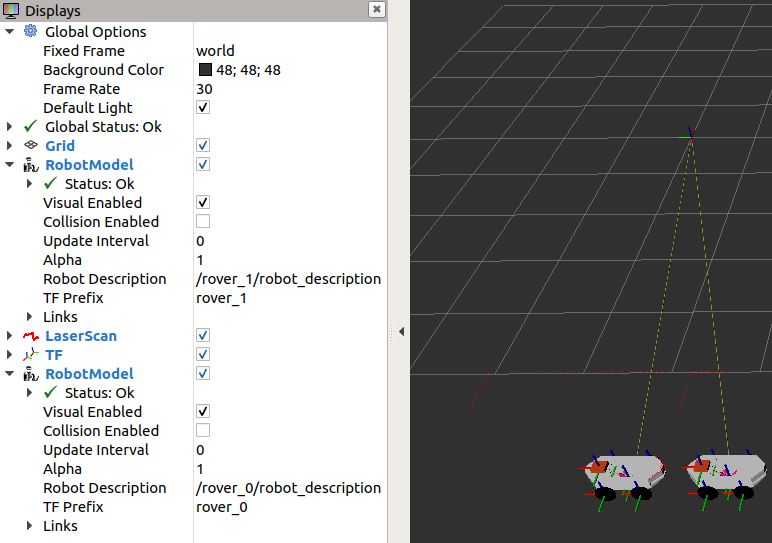 Displays
Global Options
Fixed Frame world
Background Color 48; 48; 48
Frame Rate 30
Default Light
Global Status: Ok
Grid
RobotModel
Status: Ok
Visual Enabled
Collision Enabled
Update Interval 0
Alpha 1
Robot Description /rover_1/robot_description
TF Prefix rover_1
Links
LaserScan
TF
RobotModel
Status: Ok
Visual Enabled
Collision Enabled
Update Interval 0
Alpha 1
Robot Description /rover_0/robot_description
TF Prefix rover_0
Links